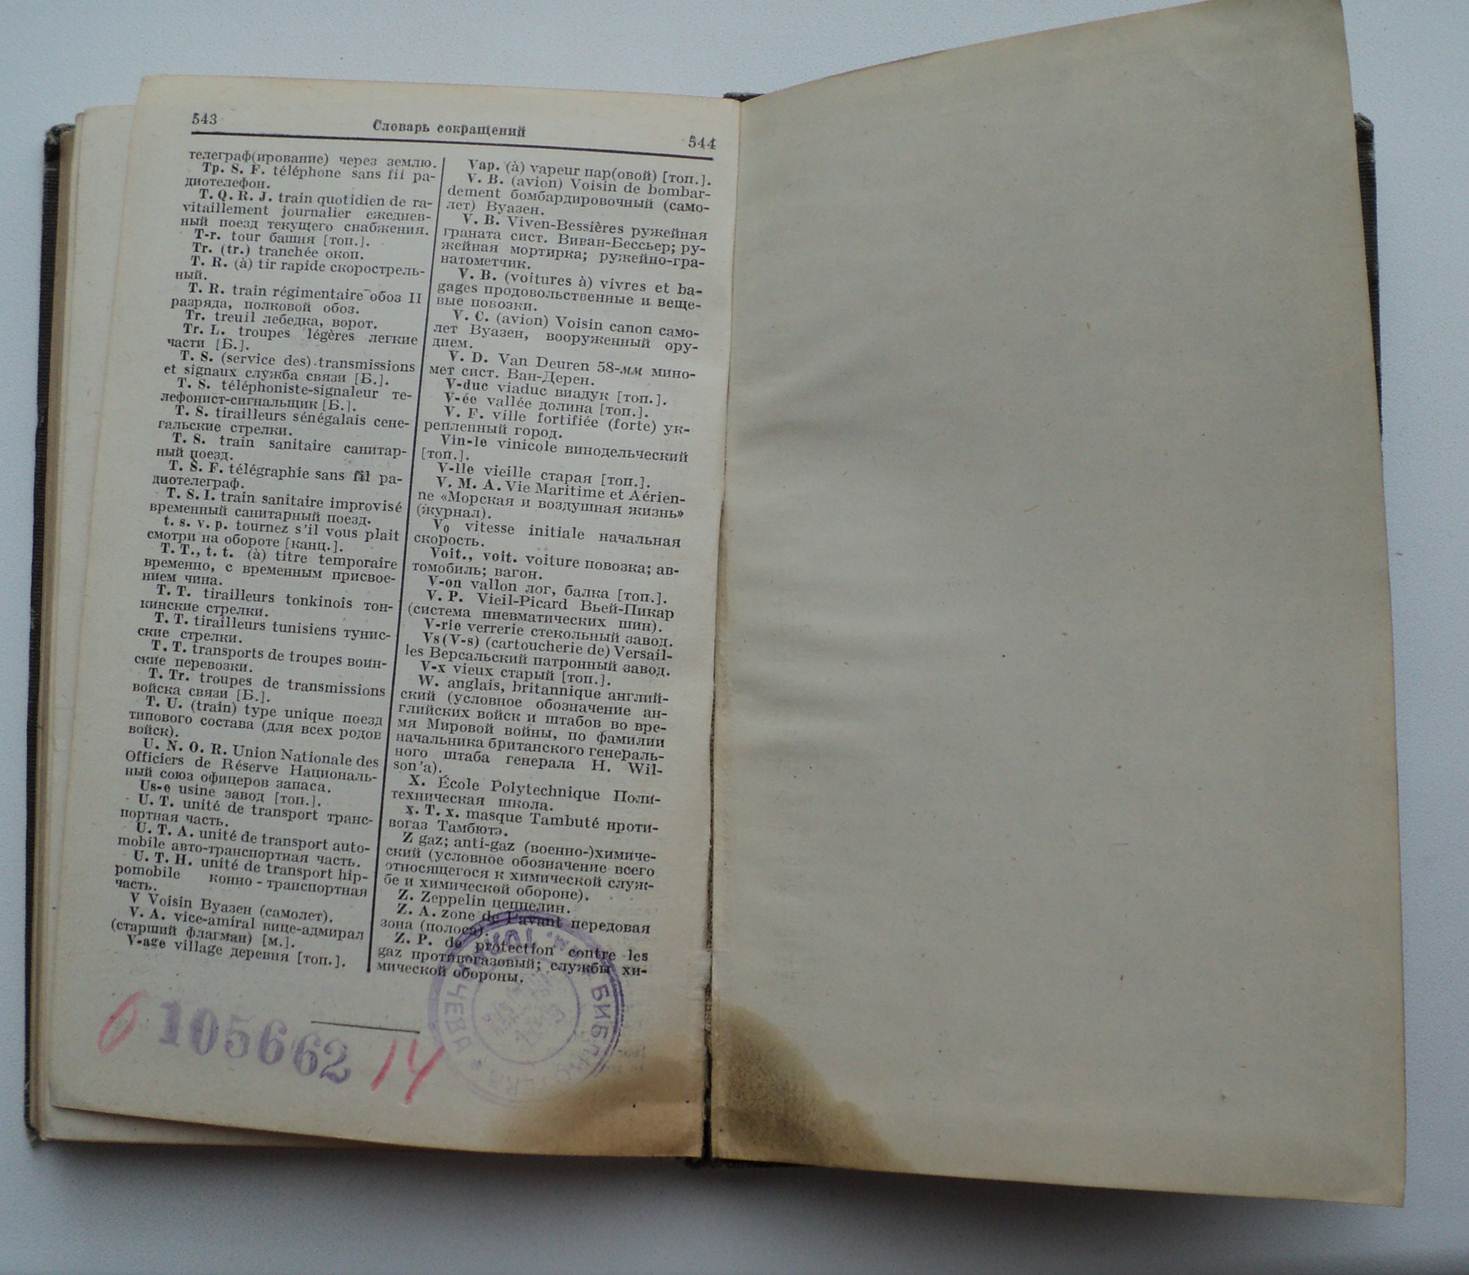 543
Словарь сокращений
544
телеграф(ирование) через землю.
Tp. S. F. téléphone sans fil ра-
диотелефон.
T. Q. R. J. train quotidien de ra-
vitaillement journalier ежеднев-
ный поезд текущего снабжения.
T-r. tour башня [топ.].
Tr. (tr.) tranchée окоп.
T. R. (à) tir rapide скорострель-
ный.
T. R. train régimentaire обоз II
разряда, полковой обоз.
Tr. treuil лебедка, ворот.
Tr. L. troupes légères легкие
части [Б.].
T. S. (service des) transmissions
et signaux служба связи [Б.].
T. S. téléphoniste-signaleur те-
лефонист-сигнальщик [Б.].
T. S. tirailleurs sénégalais сене-
гальские стрелки.
T. S. train sanitaire санитар-
ный поезд.
T. S. F. télégraphie sans fil ра-
диотелеграф.
T. S. I. train sanitaire improvisé
временный санитарный поезд.
t. s. v. p. tournez s'il vous plait
смотри на обороте [канц.].
T. T., t. t. (à) titre temporaire
временно, с временным присвое-
нием чина.
T. T. tirailleurs tonkinois тон-
кинские стрелки.
T. T. tirailleurs tunisiens тунис-
ские стрелки.
T. T. transports de troupes воин-
ские перевозки.
T. Tr. troupes de transmissions
войска связи [Б.].
T. U. (train) type unique поезд
типового состава (для всех родов
войск).
U. N. O. R. Union Nationale des
Officiers de Réserve Националь-
ный союз офицеров запаса.
Us-e usine завод [топ.].
U. T. unité de transport транс-
портная часть.
U. T. A. unité de transport auto-
mobile авто-транспортная часть.
U. T. H. unité de transport hip-
pomobile конно-транспортная
часть.
V Voisin Вуазен (самолет).
V. A. vice-amiral вице-адмирал
(старший флагман) [м.].
V-age village деревня [топ.].
Vap. (à) vapeur пар(овой) [топ.].
V. B. (avion) Voisin de bombar-
dement бомбардировочный (само-
лет) Вуазен.
V. B. Viven-Bessières ружейная
граната сист. Виван-Бессьер; ру-
жейная мортирка; ружейно-гра-
натометчик.
V. B. (voitures à) vivres et ba-
gages продовольственные и веще-
вые повозки.
V. C. (avion) Voisin canon само-
лет Вуазен, вооруженный ору-
дием.
V. D. Van Deuren 58-мм мино-
мет сист. Ван-Дерен.
V-duc viaduc виадук [топ.].
V-ée vallée долина [топ.].
V. F. ville fortifiée (forte) ук-
репленный город.
Vin-le vinicole винодельческий
[топ.].
V-lle vieille старая [топ.].
V. M. A. Vie Maritime et Aérien-
ne «Морская и воздушная жизнь»
(журнал).
V₀ vitesse initiale начальная
скорость.
Voit., voit. voiture повозка; ав-
томобиль; вагон.
V-on vallon лог, балка [топ.].
V. P. Vieil-Picard Вьей-Пикар
(система пневматических шин).
V-rie verrerie стекольный завод.
Vs (V-s) (cartoucherie de) Versail-
les Версальский патронный завод.
V-x vieux старый [топ.].
W. anglais, britannique англий-
ский (условное обозначение ан-
глийских войск и штабов во вре-
мя Мировой войны, по фамилии
начальника британского генераль-
ного штаба генерала H. Wil-
son'а).
X. École Polytechnique Поли-
техническая школа.
x. T. x. masque Tambuté проти-
вогаз Тамбютэ.
Z gaz; anti-gaz (военно-)химиче-
ский (условное обозначение всего
относящегося к химической служ-
бе и химической обороне).
Z. Zeppelin цеппелин.
Z. A. zone de l'avant передовая
зона (полоса).
Z. P. de protection contre les
gaz противогазовый; службы хи-
мической обороны.
105662
14
БИБЛИОТЕКА